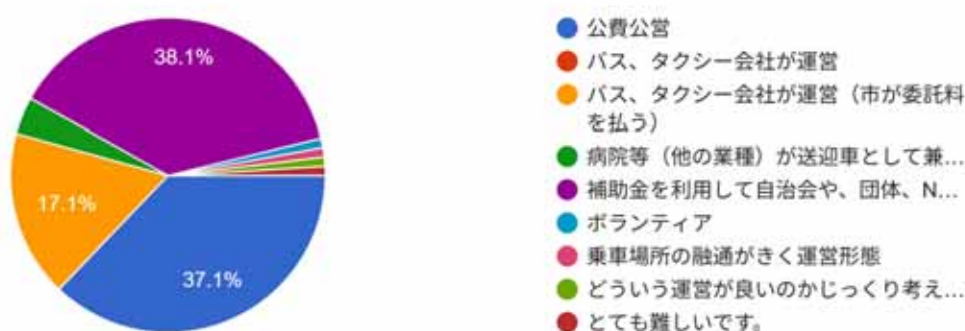 38.1%
17.1%
37.1%
公費公営
バス、タクシー会社が運営
バス、タクシー会社が運営（市が委託料
を払う）
病院等（他の業種）が送迎車として兼...
補助金を利用して自治会や、団体、N...
ボランティア
乗車場所の融通がきく運営形態
どういう運営が良いのかじっくり考え...
とても難しいです。